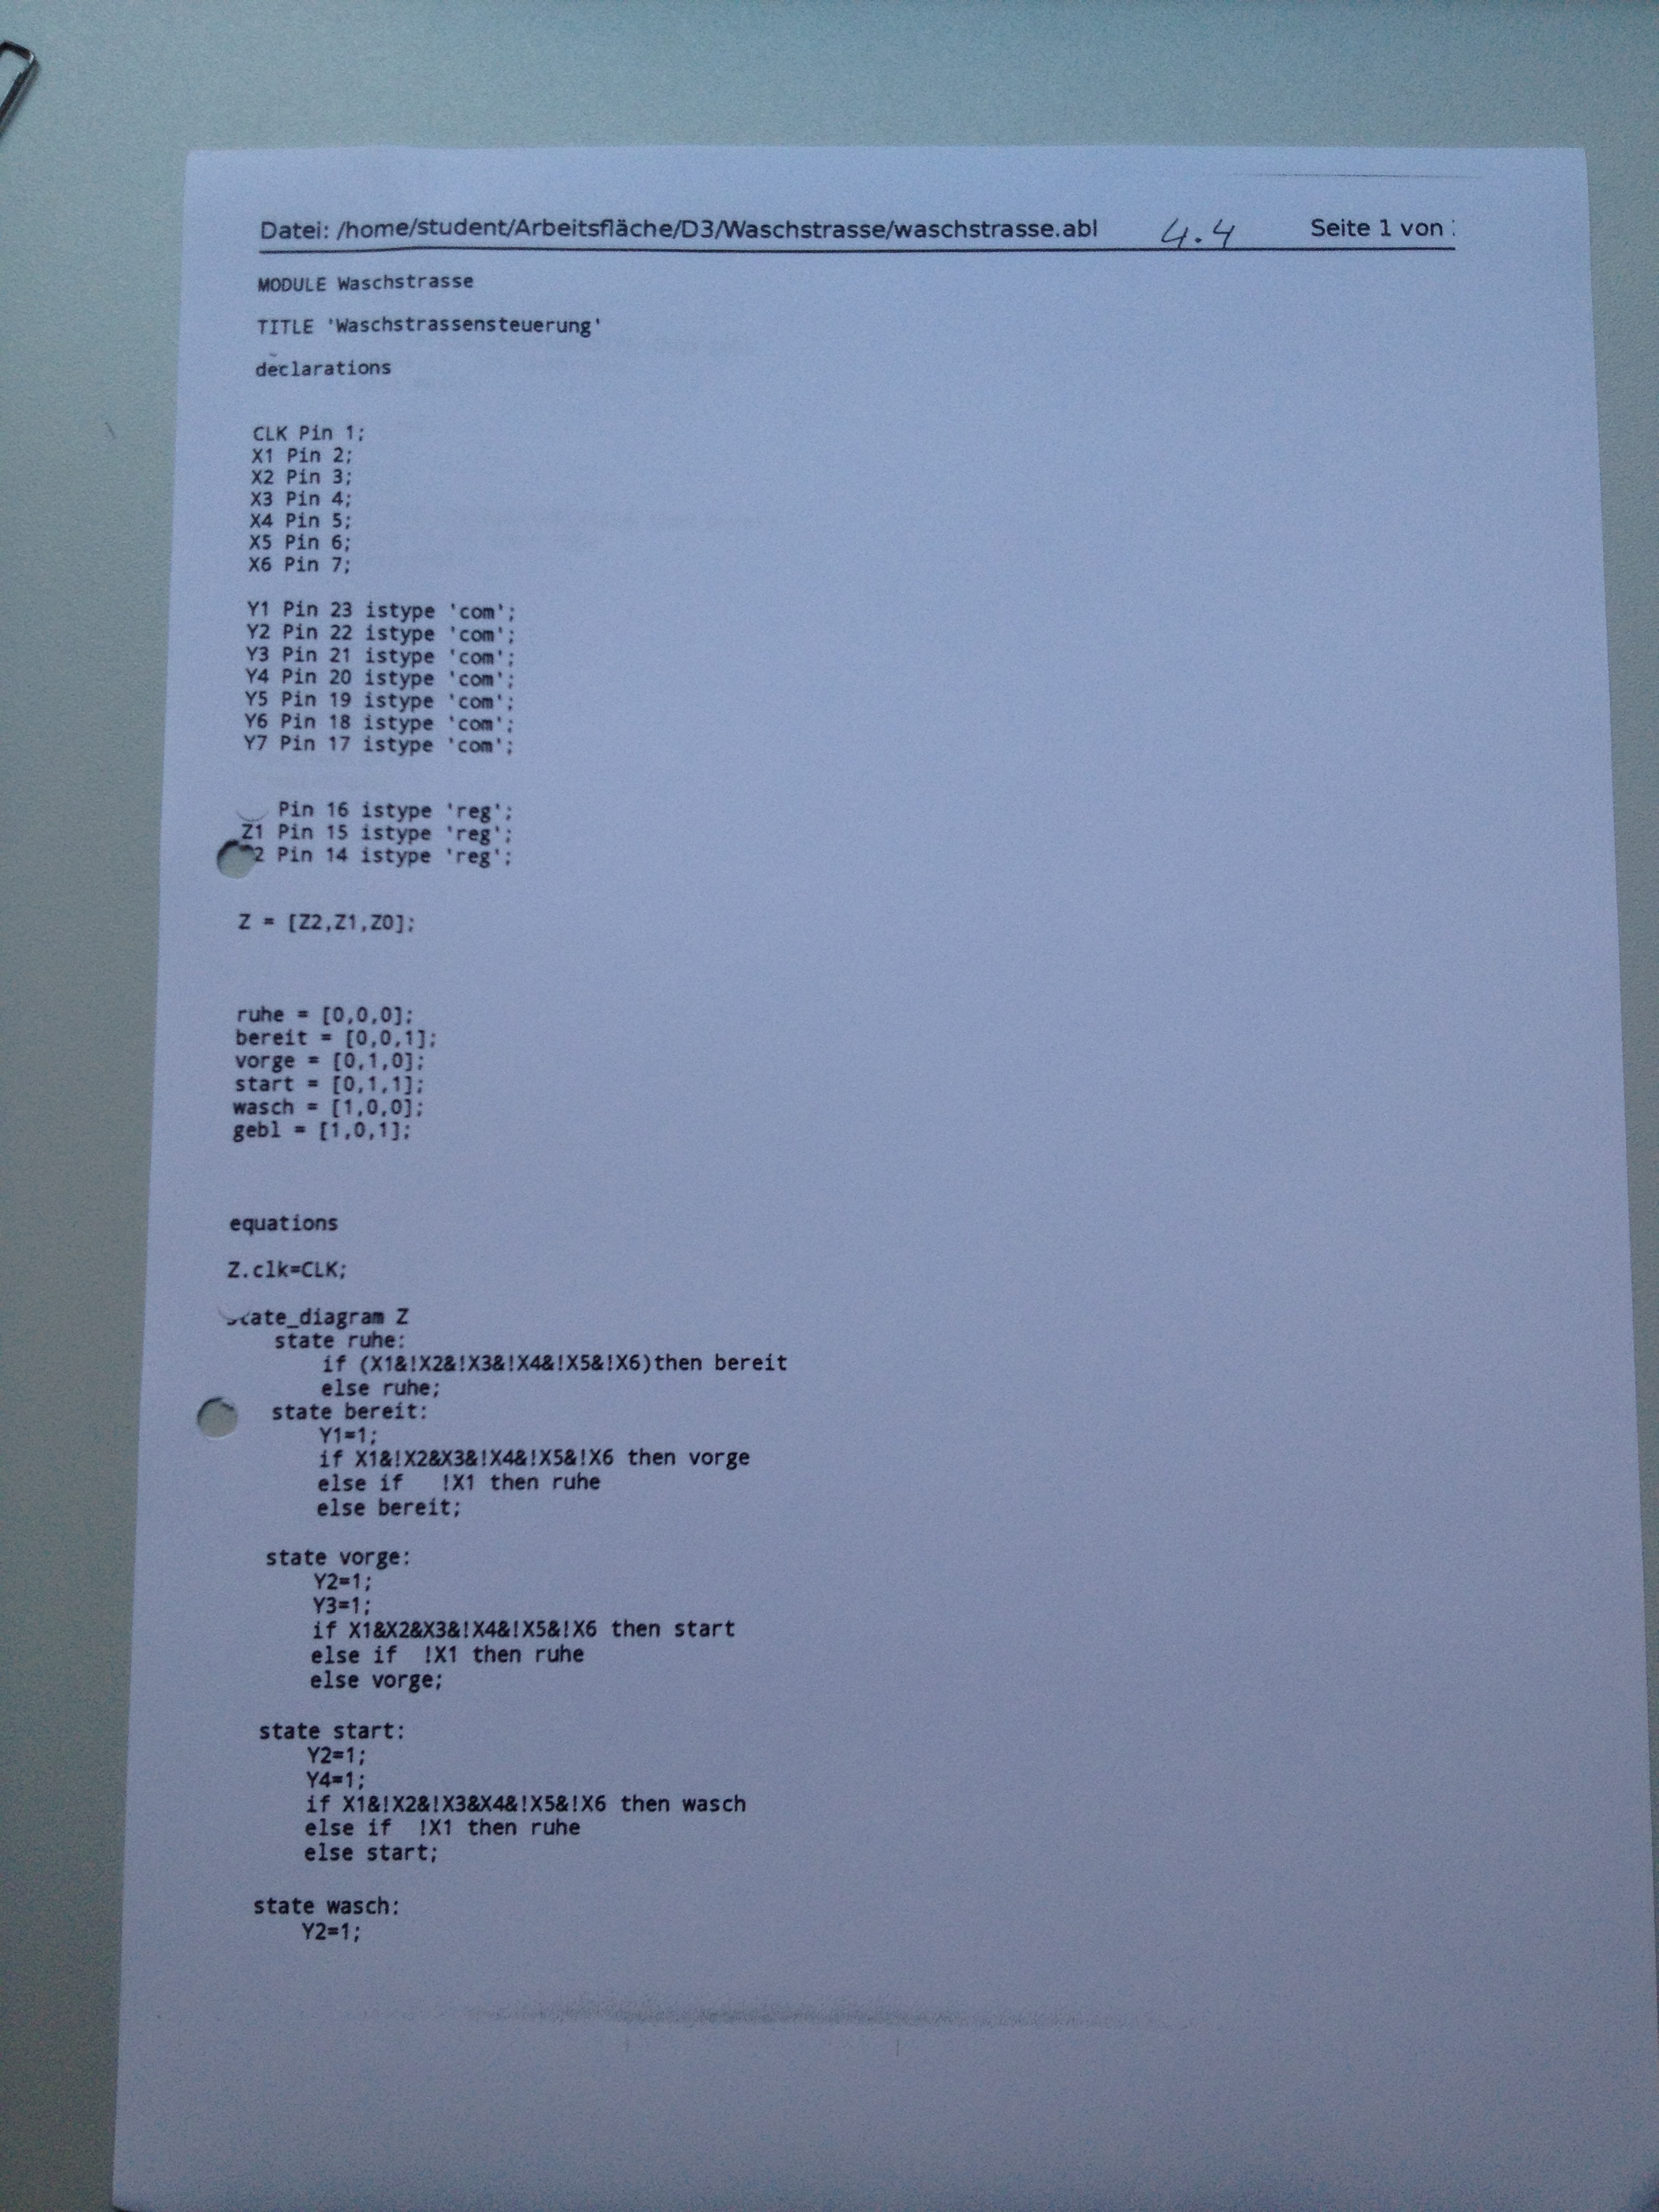 Datei: /home/student/Arbeitsfläche/D3/Waschstrasse/waschstrasse.abl 4.4 Seite 1 von
MODULE Waschstrasse
TITLE 'Waschstrassensteuerung'
declarations
CLK Pin 1;
X1 Pin 2;
X2 Pin 3;
X3 Pin 4;
X4 Pin 5;
X5 Pin 6;
X6 Pin 7;
Y1 Pin 23 istype 'com';
Y2 Pin 22 istype 'com';
Y3 Pin 21 istype 'com';
Y4 Pin 20 istype 'com';
Y5 Pin 19 istype 'com';
Y6 Pin 18 istype 'com';
Y7 Pin 17 istype 'com';
Pin 16 istype 'reg';
Z1 Pin 15 istype 'reg';
2 Pin 14 istype 'reg';
Z = [Z2,Z1,Z0];
ruhe = [0,0,0];
bereit = [0,0,1];
vorge = [0,1,0];
start = [0,1,1];
wasch = [1,0,0];
gebl = [1,0,1];
equations
Z.clk=CLK;
state_diagram Z
state ruhe:
if (X1&!X2&!X3&!X4&!X5&!X6)then bereit
else ruhe;
state bereit:
Y1=1;
if X1&!X2&X3&!X4&!X5&!X6 then vorge
else if !X1 then ruhe
else bereit;
state vorge:
Y2=1;
Y3=1;
if X1&X2&X3&!X4&!X5&!X6 then start
else if !X1 then ruhe
else vorge;
state start:
Y2=1;
Y4=1;
if X1&!X2&!X3&X4&!X5&!X6 then wasch
else if !X1 then ruhe
else start;
state wasch:
Y2=1;